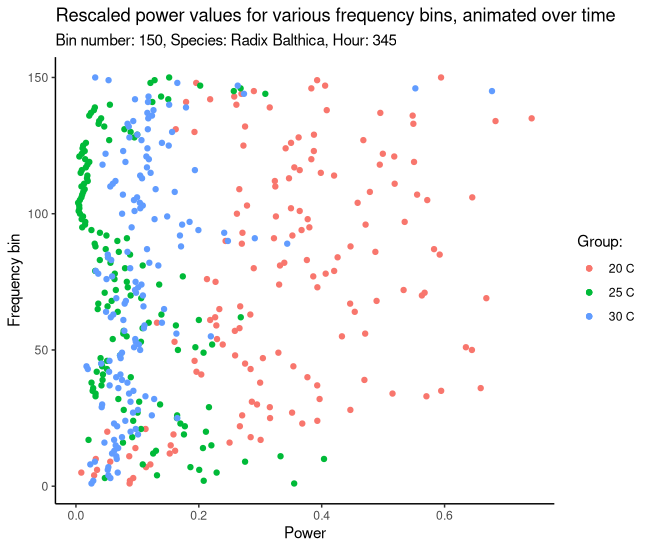 Rescaled power values for various frequency bins, animated over time
Bin number: 150, Species: Radix Balthica, Hour: 345
150
100
50
0
Frequency bin
0.0 0.2 0.4 0.6
Power
Group:
20 C
25 C
30 C